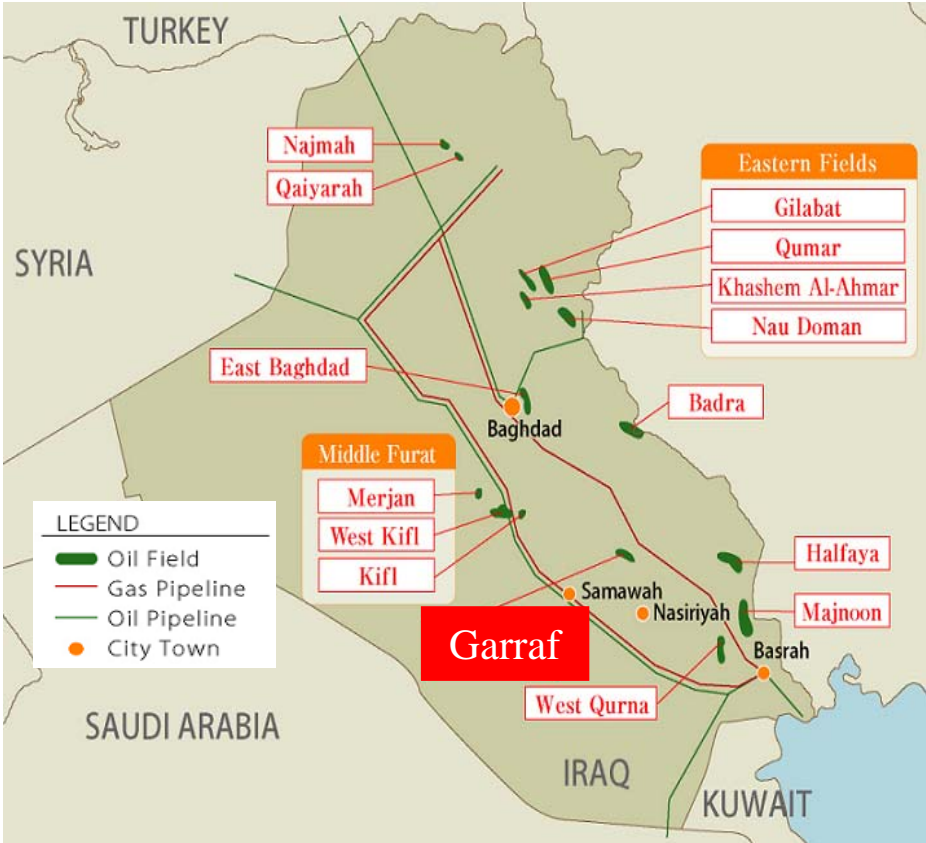 TURKEY
Najmah
Qaiyarah
Eastern Fields
Gilabat
Qumar
Khashem Al-Ahmar
Nau Doman
SYRIA
East Baghdad
Baghdad
Badra
Middle Furat
Merjan
West Kifl
Kifl
LEGEND
Oil Field
Gas Pipeline
Oil Pipeline
City Town
Halfaya
Majnoon
Samawah
Nasiriyah
Garraf
Basrah
West Qurna
SAUDI ARABIA
IRAQ
KUWAIT